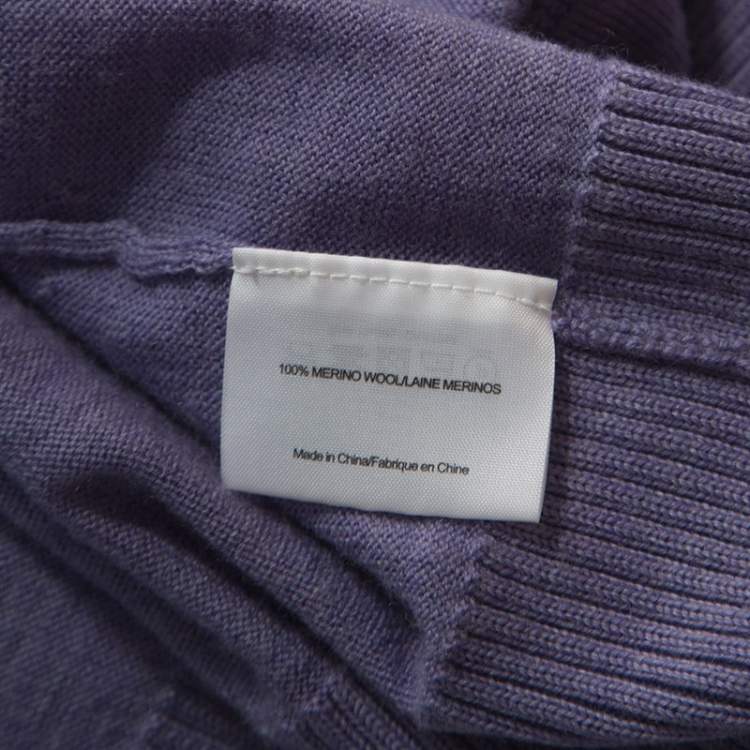 100% MERINO WOOL/LAINE MERINOS
Made in China/Fabrique en Chine